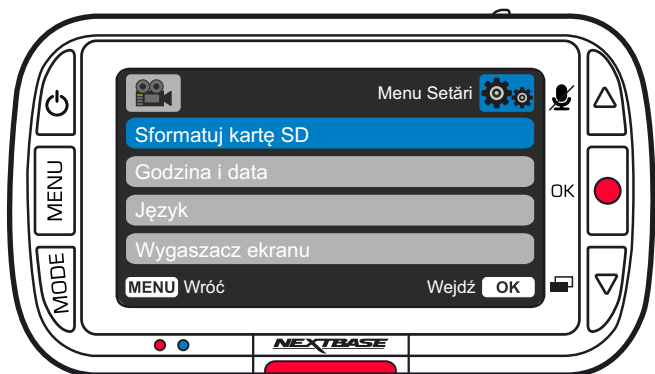 Menu Setări
Sformatuj kartę SD
Godzina i data
Język
Wygaszacz ekranu
MENU Wróć
Wejdź OK
MENU
MODE
OK
NEXTBASE